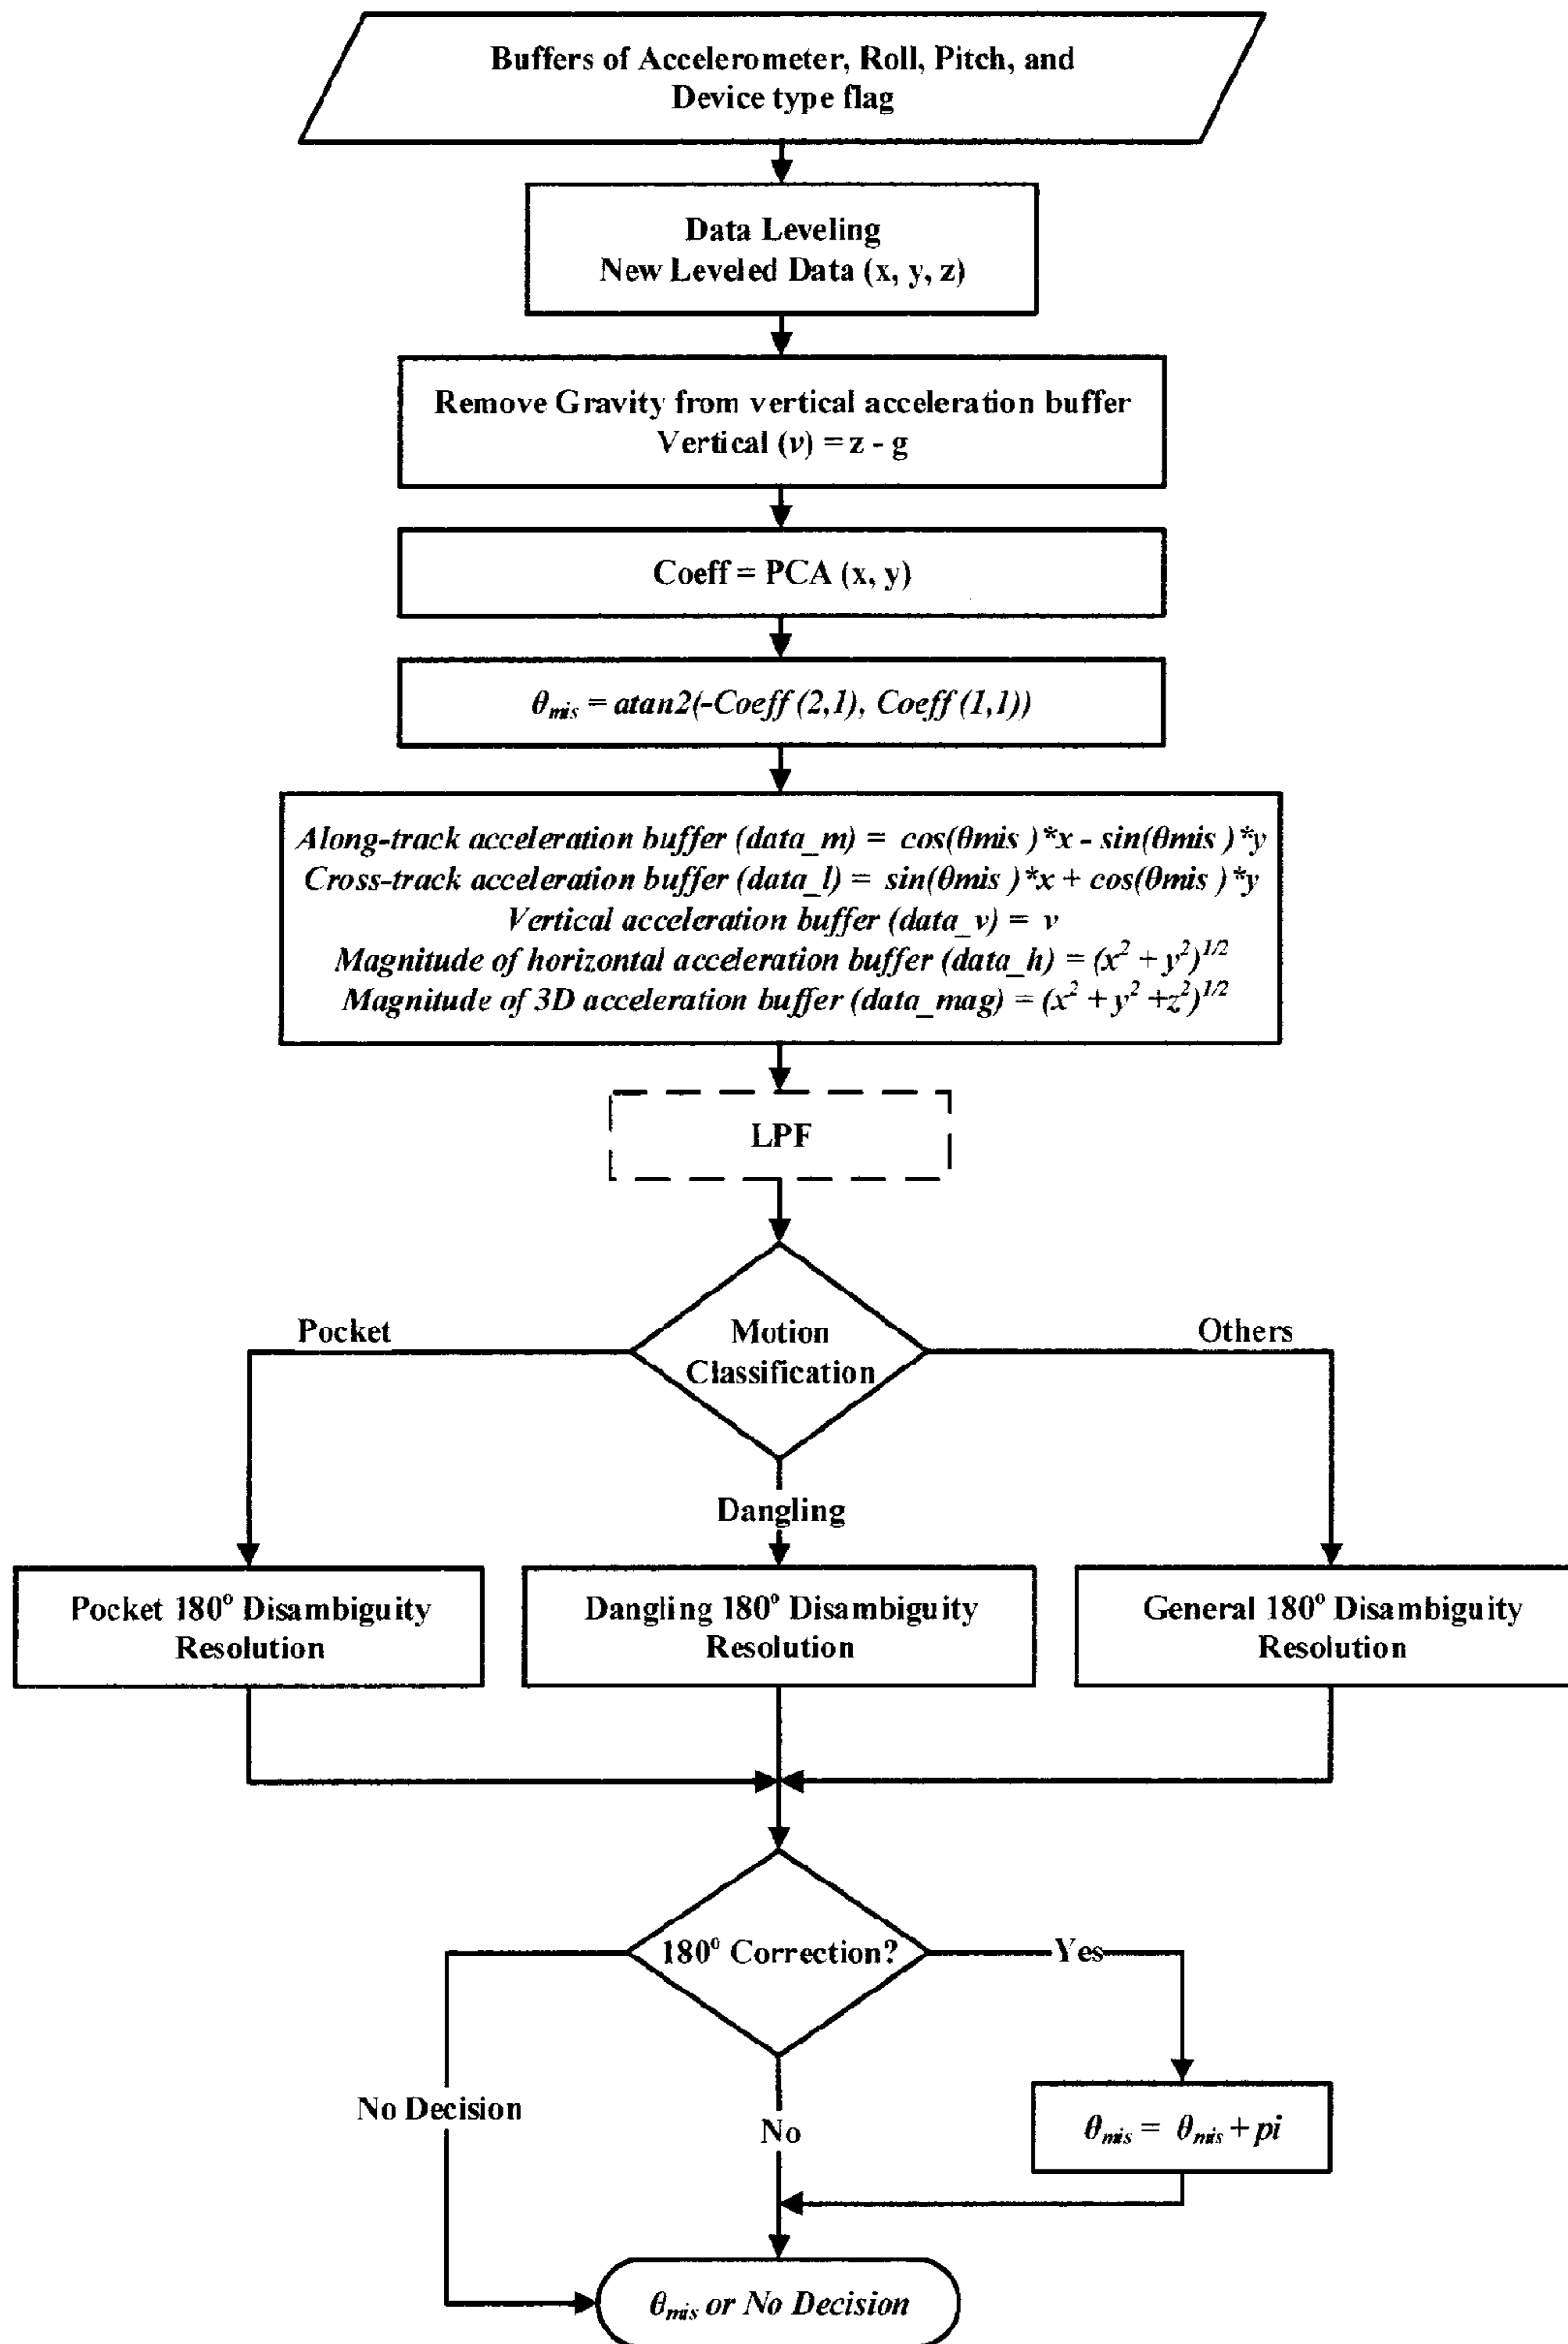 Buffers of Accelerometer, Roll, Pitch, and
Device type flag
Data Leveling
New Leveled Data (x, y, z)
Remove Gravity from vertical acceleration buffer
Vertical (v) = z - g
Coeff = PCA (x, y)
θmis = atan2(-Coeff (2,1), Coeff (1,1))
Along-track acceleration buffer (data_m) = cos(θmis )*x - sin(θmis )*y
Cross-track acceleration buffer (data_l) = sin(θmis )*x + cos(θmis )*y
Vertical acceleration buffer (data_v) = v
Magnitude of horizontal acceleration buffer (data_h) = (x² + y²)^1/2
Magnitude of 3D acceleration buffer (data_mag) = (x² + y² +z²)^1/2
LPF
Motion
Classification
Pocket
Others
Dangling
Pocket 180° Disambiguity
Resolution
Dangling 180° Disambiguity
Resolution
General 180° Disambiguity
Resolution
180° Correction?
Yes
No Decision
No
θmis = θmis + pi
θmis or No Decision